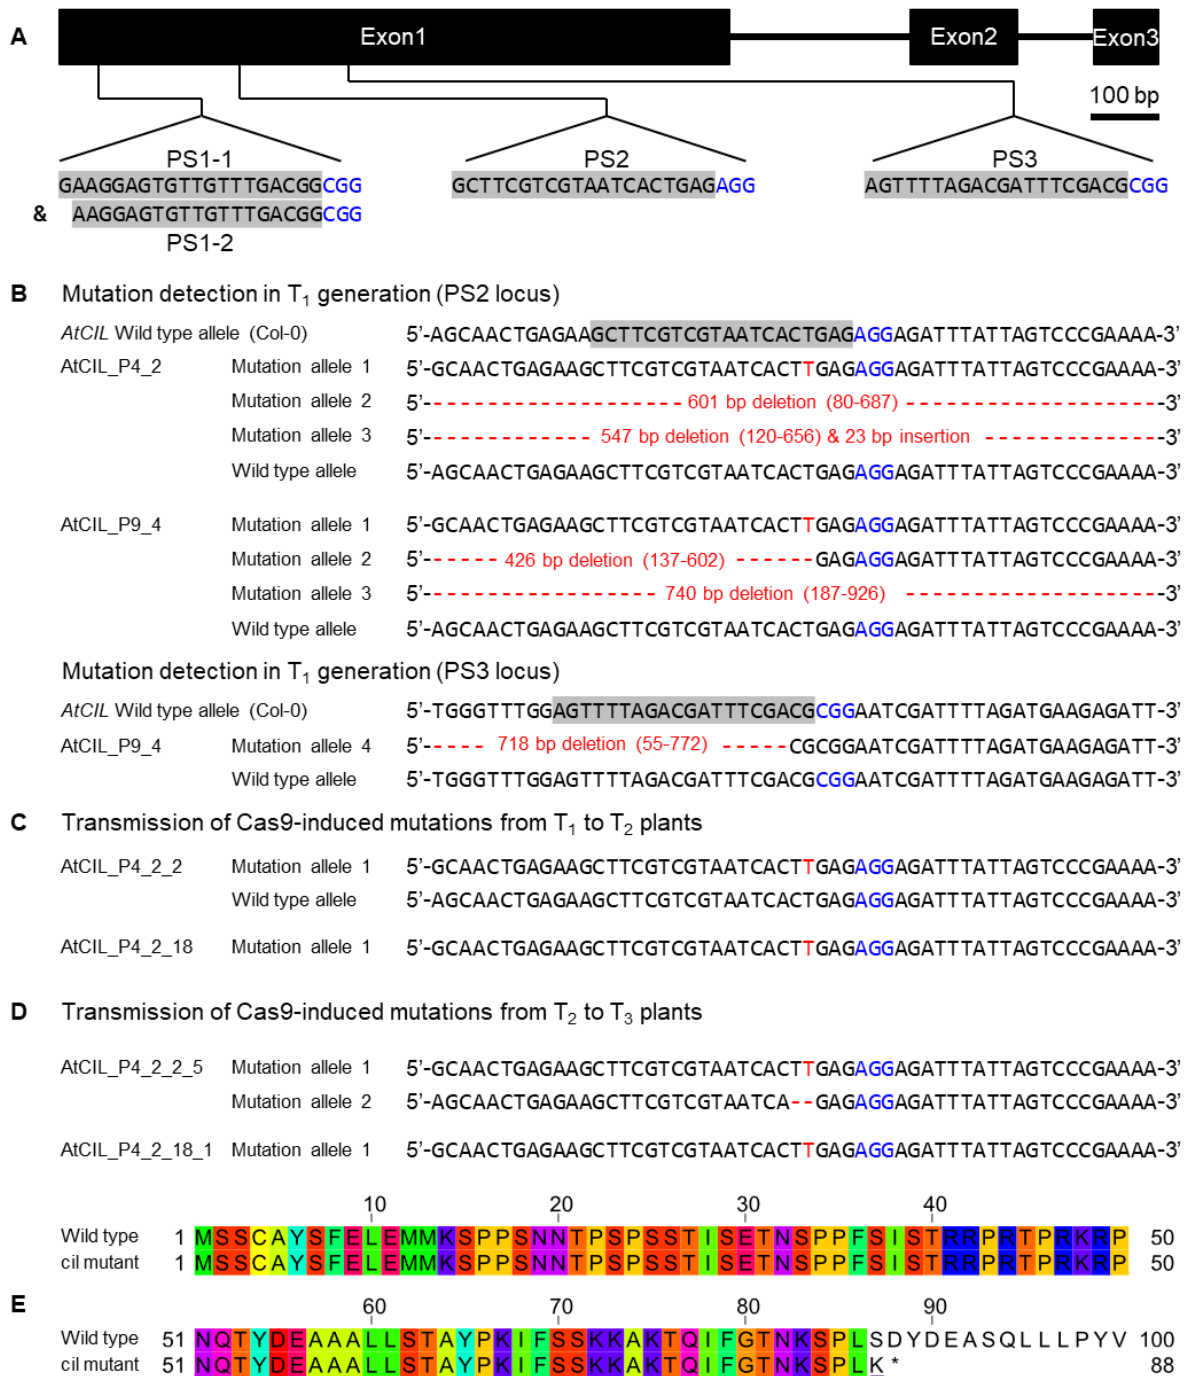 A
Exon1
Exon2
Exon3
100 bp
PS1-1
PS2
PS3
GAAGGAGTGTTGTTTGACGGCGG
GCTTCGTCGTAATCACTGAGAGG
AGTTTTAGACGATTTCGACGCGG
& AAGGAGTGTTGTTTGACGGCGG
PS1-2
B Mutation detection in T1 generation (PS2 locus)
AtCIL Wild type allele (Col-0) 5'-AGCAACTGAGAAGCTTCGTCGTAATCACTGAGAGGAGATTTATTAGTCCCGAAAA-3'
AtCIL_P4_2 Mutation allele 1 5'-GCAACTGAGAAGCTTCGTCGTAATCACTTGAGAGGAGATTTATTAGTCCCGAAAA-3'
Mutation allele 2 5'-------------------- 601 bp deletion (80-687) --------------------3'
Mutation allele 3 5'------------- 547 bp deletion (120-656) & 23 bp insertion ---------------3'
Wild type allele 5'-AGCAACTGAGAAGCTTCGTCGTAATCACTGAGAGGAGATTTATTAGTCCCGAAAA-3'
AtCIL_P9_4 Mutation allele 1 5'-GCAACTGAGAAGCTTCGTCGTAATCACTTGAGAGGAGATTTATTAGTCCCGAAAA-3'
Mutation allele 2 5'------- 426 bp deletion (137-602) ------GAGAGGAGATTTATTAGTCCCGAAAA-3'
Mutation allele 3 5'------------------ 740 bp deletion (187-926) --------------------3'
Wild type allele 5'-AGCAACTGAGAAGCTTCGTCGTAATCACTGAGAGGAGATTTATTAGTCCCGAAAA-3'
Mutation detection in T1 generation (PS3 locus)
AtCIL Wild type allele (Col-0) 5'-TGGGTTTGGAGTTTTAGACGATTTCGACGCGGAATCGATTTTAGATGAAGAGATT-3'
AtCIL_P9_4 Mutation allele 4 5'----- 718 bp deletion (55-772) -----CGCGGAATCGATTTTAGATGAAGAGATT-3'
Wild type allele 5'-TGGGTTTGGAGTTTTAGACGATTTCGACGCGGAATCGATTTTAGATGAAGAGATT-3'
C Transmission of Cas9-induced mutations from T1 to T2 plants
AtCIL_P4_2_2 Mutation allele 1 5'-GCAACTGAGAAGCTTCGTCGTAATCACTTGAGAGGAGATTTATTAGTCCCGAAAA-3'
Wild type allele 5'-AGCAACTGAGAAGCTTCGTCGTAATCACTGAGAGGAGATTTATTAGTCCCGAAAA-3'
AtCIL_P4_2_18 Mutation allele 1 5'-GCAACTGAGAAGCTTCGTCGTAATCACTTGAGAGGAGATTTATTAGTCCCGAAAA-3'
D Transmission of Cas9-induced mutations from T2 to T3 plants
AtCIL_P4_2_2_5 Mutation allele 1 5'-GCAACTGAGAAGCTTCGTCGTAATCACTTGAGAGGAGATTTATTAGTCCCGAAAA-3'
Mutation allele 2 5'-AGCAACTGAGAAGCTTCGTCGTAATCA--GAGAGGAGATTTATTAGTCCCGAAAA-3'
AtCIL_P4_2_18_1 Mutation allele 1 5'-GCAACTGAGAAGCTTCGTCGTAATCACTTGAGAGGAGATTTATTAGTCCCGAAAA-3'
10 20 30 40
Wild type 1 MSSCAYSFELEMMKSPPSNNTPSPSSTISETNSPPFSISTRRPRTPRKRP 50
cil mutant 1 MSSCAYSFELEMMKSPPSNNTPSPSSTISETNSPPFSISTRRPRTPRKRP 50
E
60 70 80 90
Wild type 51 NQTYDEAAALLSTAYPKIFSSKKAKTQIFGTNKSPLSDYDEASQLLLPYV 100
cil mutant 51 NQTYDEAAALLSTAYPKIFSSKKAKTQIFGTNKSPLK* 88